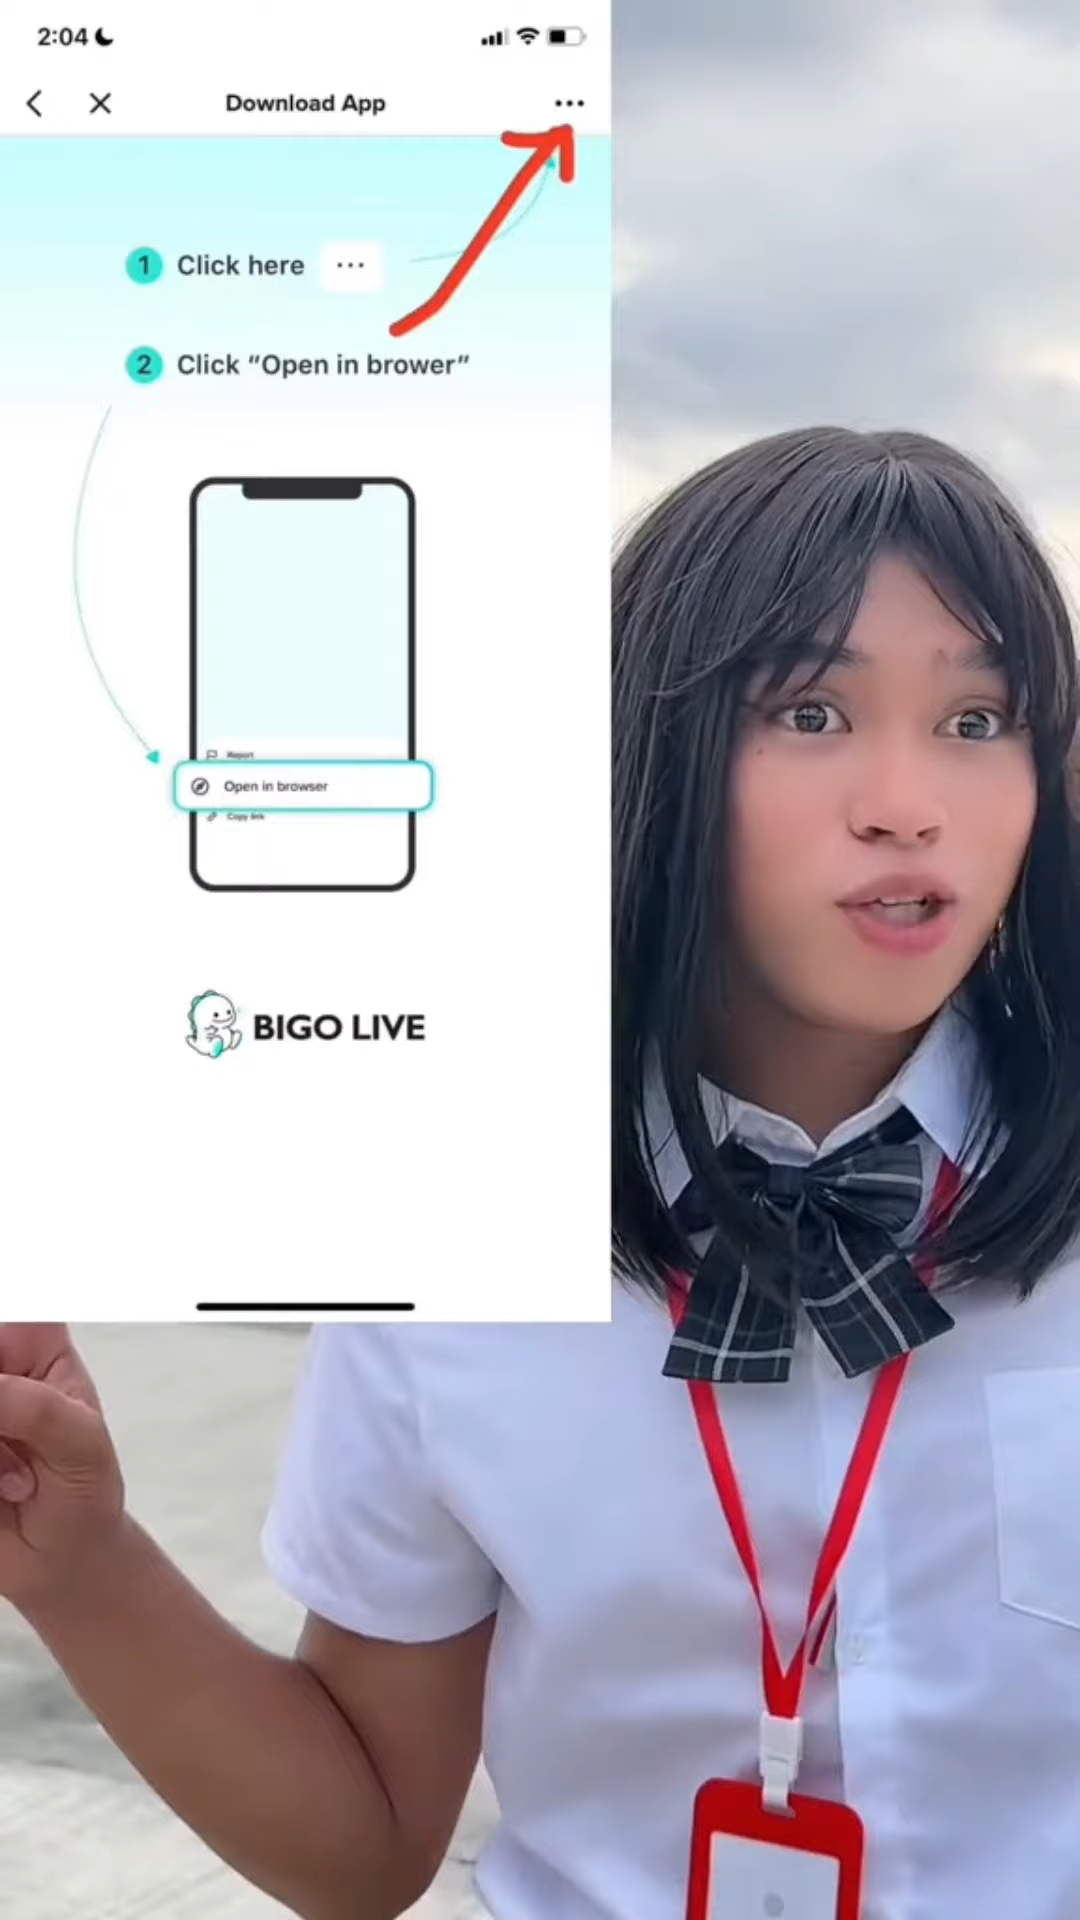 2:04
Download App
1 Click here ...
2 Click “Open in brower”
Report
Open in browser
Copy link
BIGO LIVE